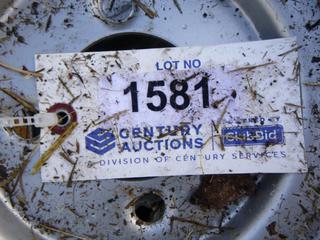 LOT NO
1581
CENTURY
AUCTIONS
A DIVISION OF CENTURY SERVICES